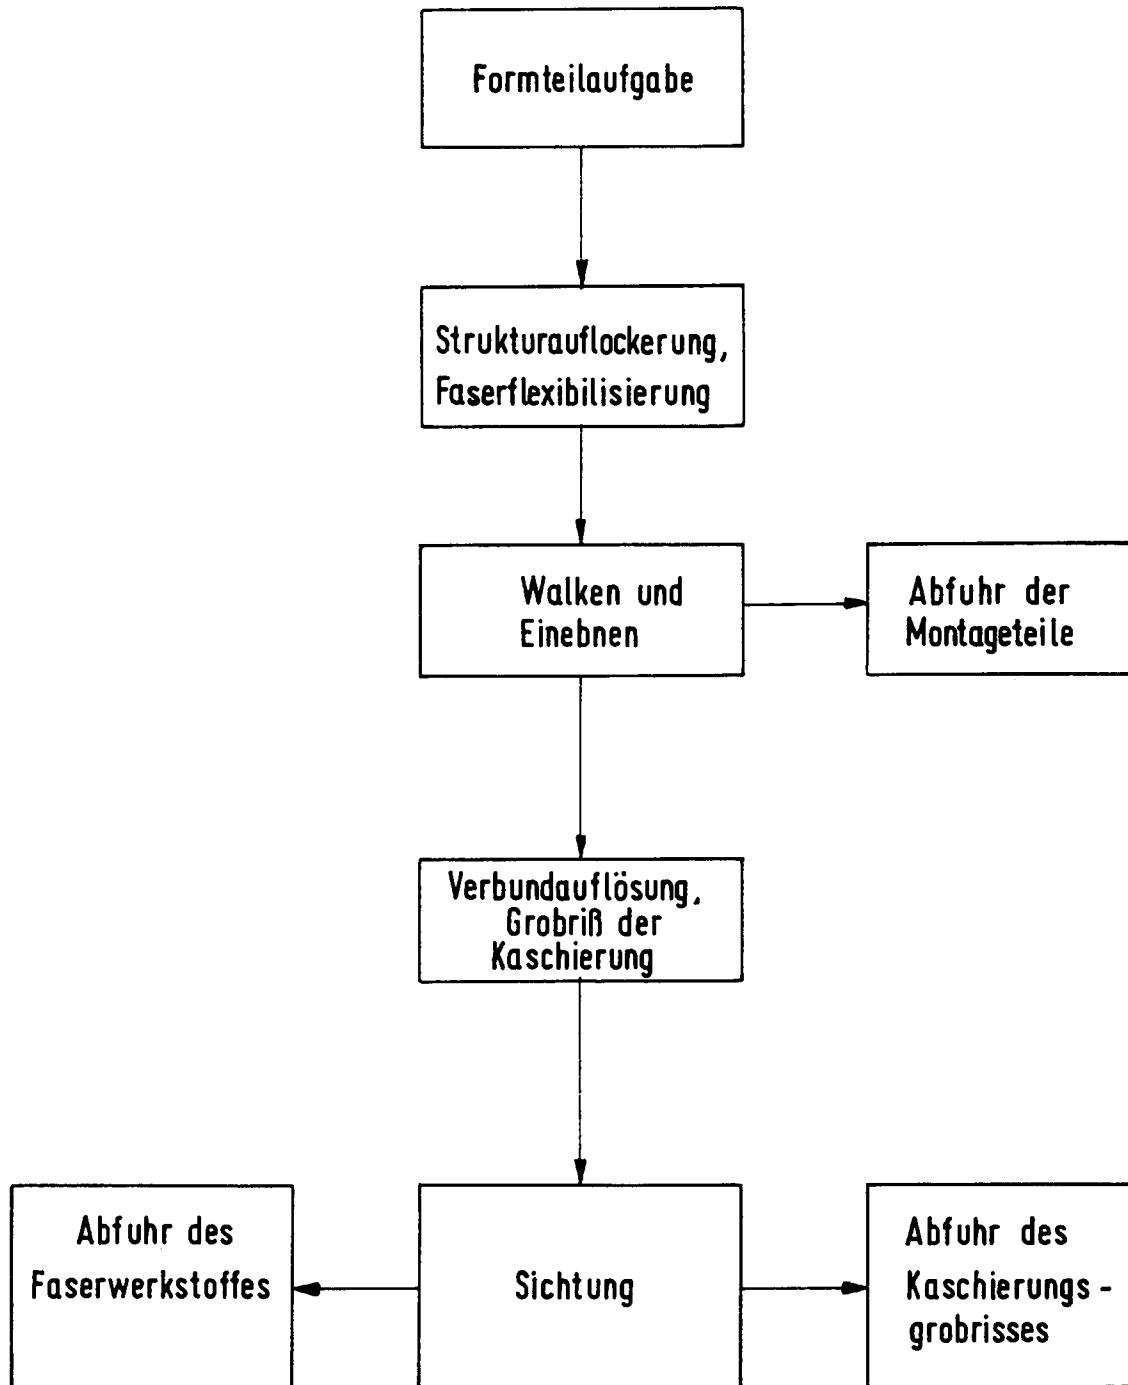 Formteilaufgabe
Strukturauflockerung,
Faserflexibilisierung
Walken und
Einebnen
Abfuhr der
Montageteile
Verbundauflösung,
Grobriß der
Kaschierung
Abfuhr des
Faserwerkstoffes
Sichtung
Abfuhr des
Kaschierungs-
grobrisses